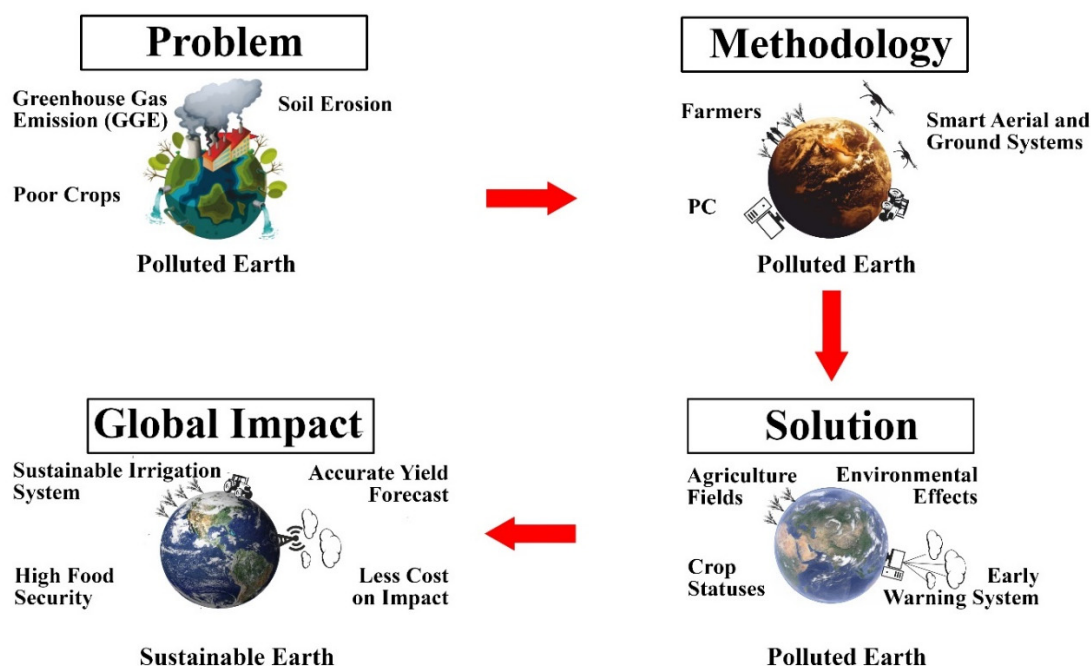 Problem
Greenhouse Gas
Emission (GGE)
Soil Erosion
Poor Crops
Polluted Earth
Methodology
Farmers
Smart Aerial and
Ground Systems
PC
Polluted Earth
Solution
Agriculture
Fields
Environmental
Effects
Crop
Statuses
Early
Warning System
Polluted Earth
Global Impact
Sustainable Irrigation
System
Accurate Yield
Forecast
High Food
Security
Less Cost
on Impact
Sustainable Earth